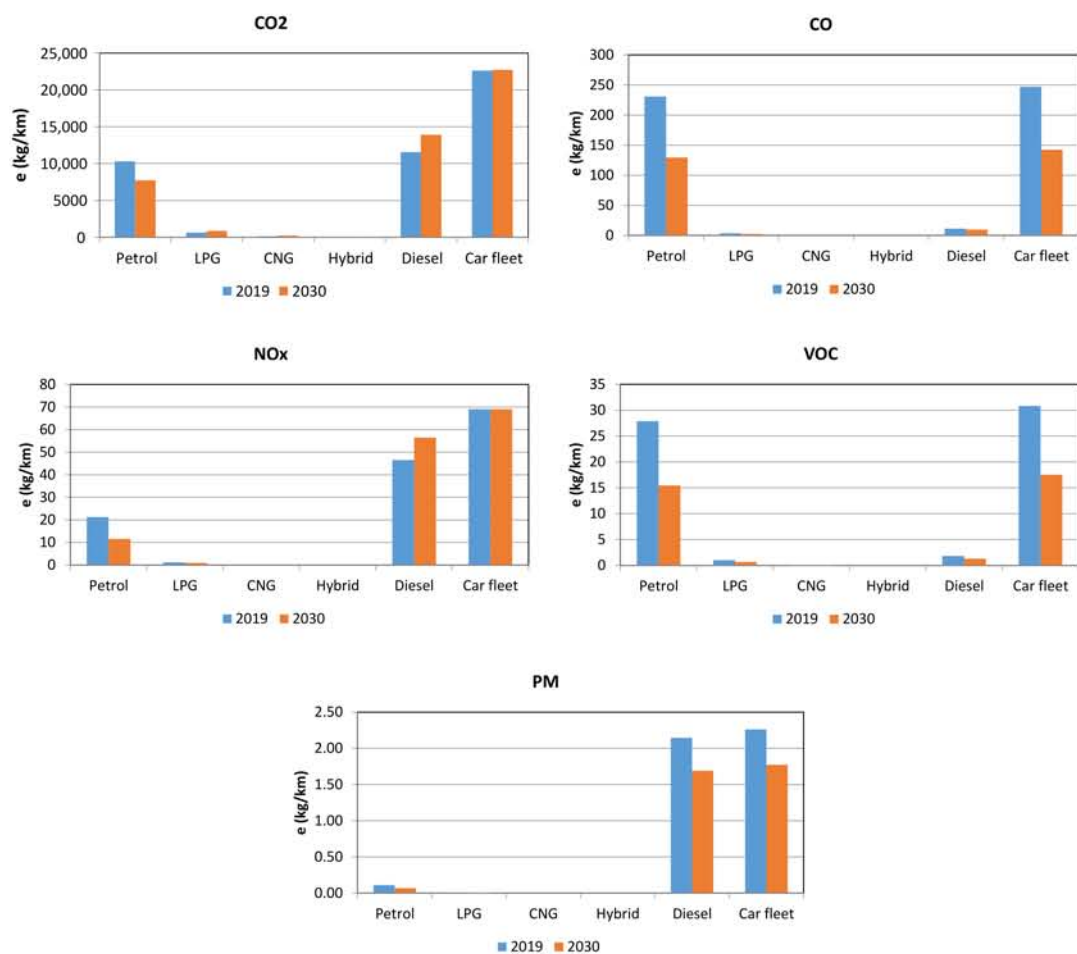 CO2
e (kg/km)
25,000
20,000
15,000
10,000
5000
0
Petrol LPG CNG Hybrid Diesel Car fleet
2019 2030
CO
e (kg/km)
300
250
200
150
100
50
0
Petrol LPG CNG Hybrid Diesel Car fleet
2019 2030
NOx
e (kg/km)
80
70
60
50
40
30
20
10
0
Petrol LPG CNG Hybrid Diesel Car fleet
2019 2030
VOC
e (kg/km)
35
30
25
20
15
10
5
0
Petrol LPG CNG Hybrid Diesel Car fleet
2019 2030
PM
e (kg/km)
2.50
2.00
1.50
1.00
0.50
0.00
Petrol LPG CNG Hybrid Diesel Car fleet
2019 2030